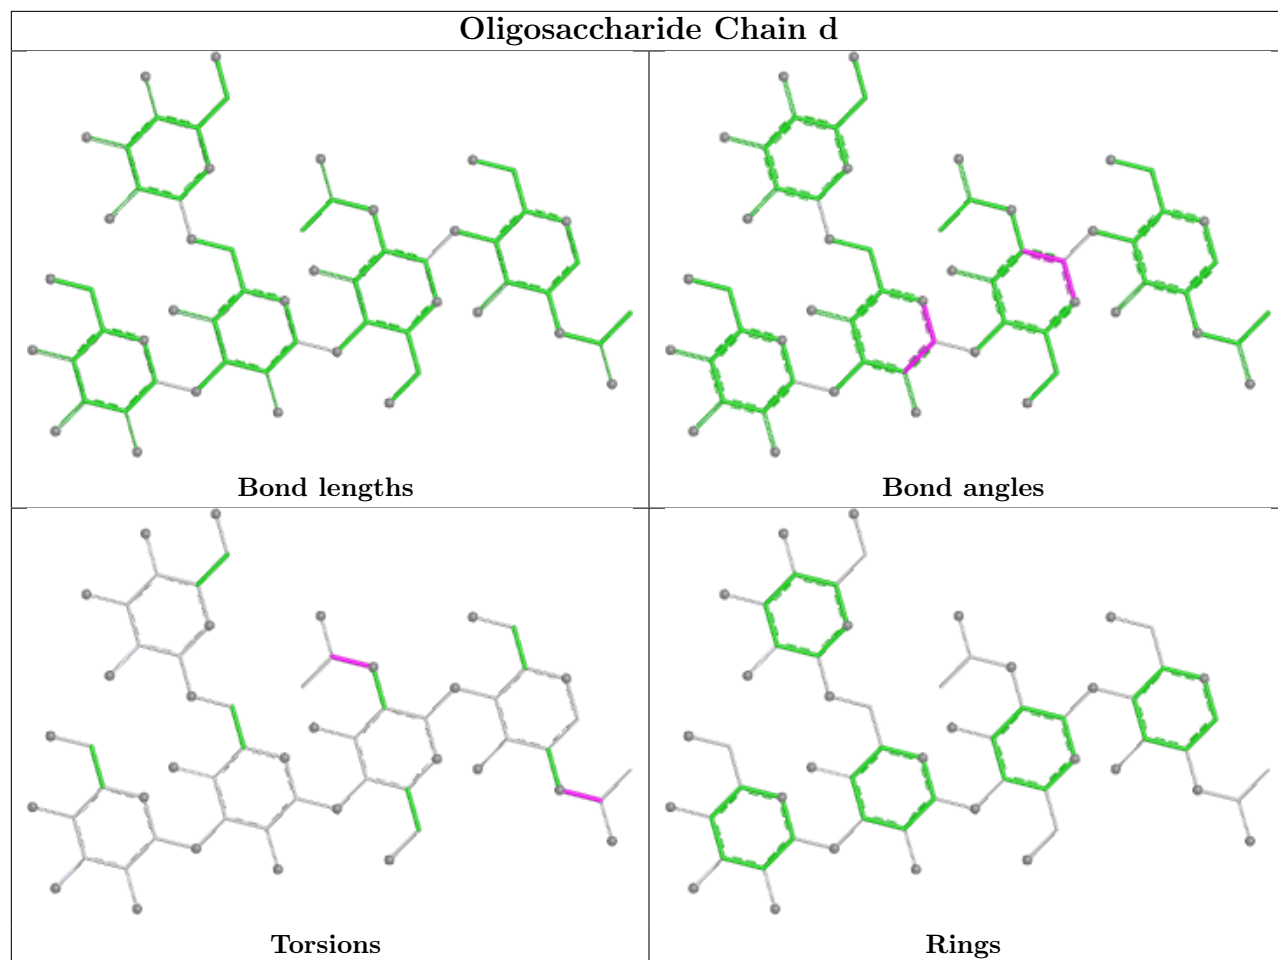 Oligosaccharide Chain d
Bond lengths
Bond angles
Torsions
Rings